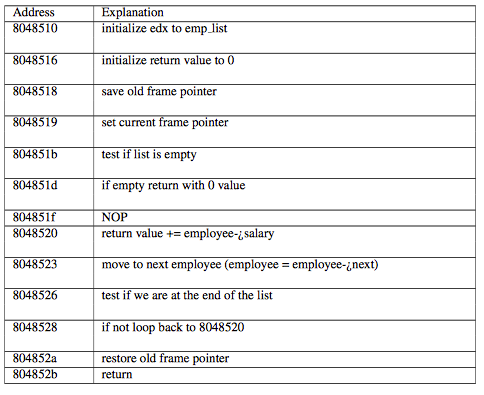 Address Explanation
8048510 initialize edx to emp_list
8048516 initialize return value to 0
8048518 save old frame pointer
8048519 set current frame pointer
804851b test if list is empty
804851d if empty return with 0 value
804851f NOP
8048520 return value += employee-¿salary
8048523 move to next employee (employee = employee-¿next)
8048526 test if we are at the end of the list
8048528 if not loop back to 8048520
804852a restore old frame pointer
804852b return